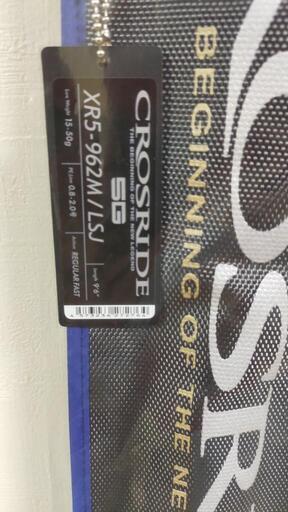 CROSRIDE
THE BEGINNING OF THE NEW LEGEND
5G
XR5-962M/LSJ
Length 9'6"
Lure Weight 15-50g
PE Line 0.8-2.0号
Action REGULAR FAST
OSR
BEGINNING OF THE NE